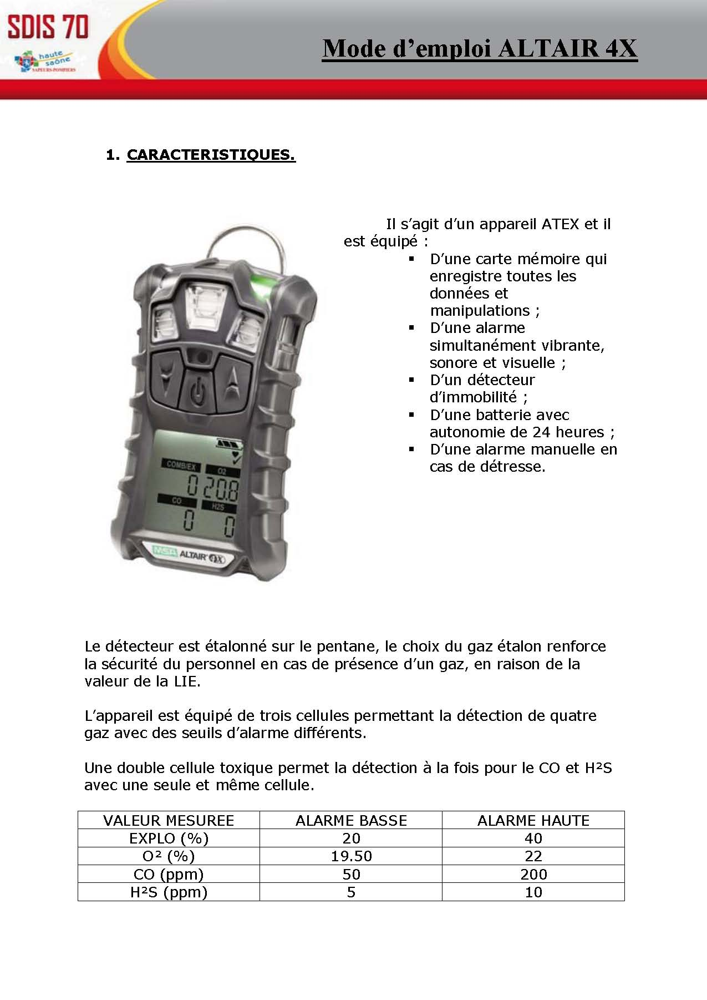 SDIS 70
haute
saône
SAPEURS-POMPIERS
Mode d’emploi ALTAIR 4X
1. CARACTERISTIQUES.
Il s’agit d’un appareil ATEX et il
est équipé :
▪ D’une carte mémoire qui
enregistre toutes les
données et
manipulations ;
▪ D’une alarme
simultanément vibrante,
sonore et visuelle ;
▪ D’un détecteur
d’immobilité ;
▪ D’une batterie avec
autonomie de 24 heures ;
▪ D’une alarme manuelle en
cas de détresse.
COMB/EX O2
0 20.8
CO H2S
0 0
MSA ALTAIR® 4X
Le détecteur est étalonné sur le pentane, le choix du gaz étalon renforce
la sécurité du personnel en cas de présence d’un gaz, en raison de la
valeur de la LIE.
L’appareil est équipé de trois cellules permettant la détection de quatre
gaz avec des seuils d’alarme différents.
Une double cellule toxique permet la détection à la fois pour le CO et H²S
avec une seule et même cellule.
VALEUR MESUREE ALARME BASSE ALARME HAUTE
EXPLO (%) 20 40
O² (%) 19.50 22
CO (ppm) 50 200
H²S (ppm) 5 10